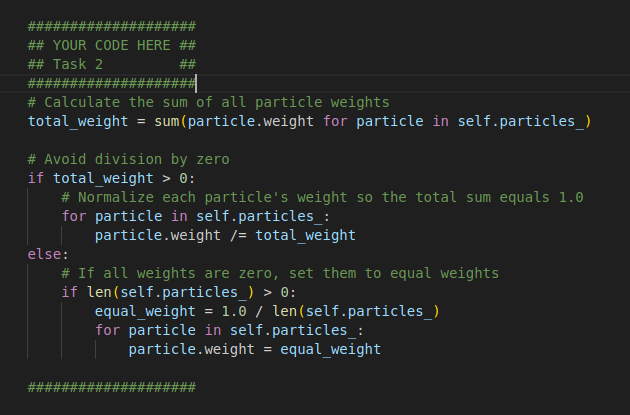 ####################
## YOUR CODE HERE ##
## Task 2         ##
####################
# Calculate the sum of all particle weights
total_weight = sum(particle.weight for particle in self.particles_)

# Avoid division by zero
if total_weight > 0:
    # Normalize each particle's weight so the total sum equals 1.0
    for particle in self.particles_:
        particle.weight /= total_weight
else:
    # If all weights are zero, set them to equal weights
    if len(self.particles_) > 0:
        equal_weight = 1.0 / len(self.particles_)
        for particle in self.particles_:
            particle.weight = equal_weight

####################